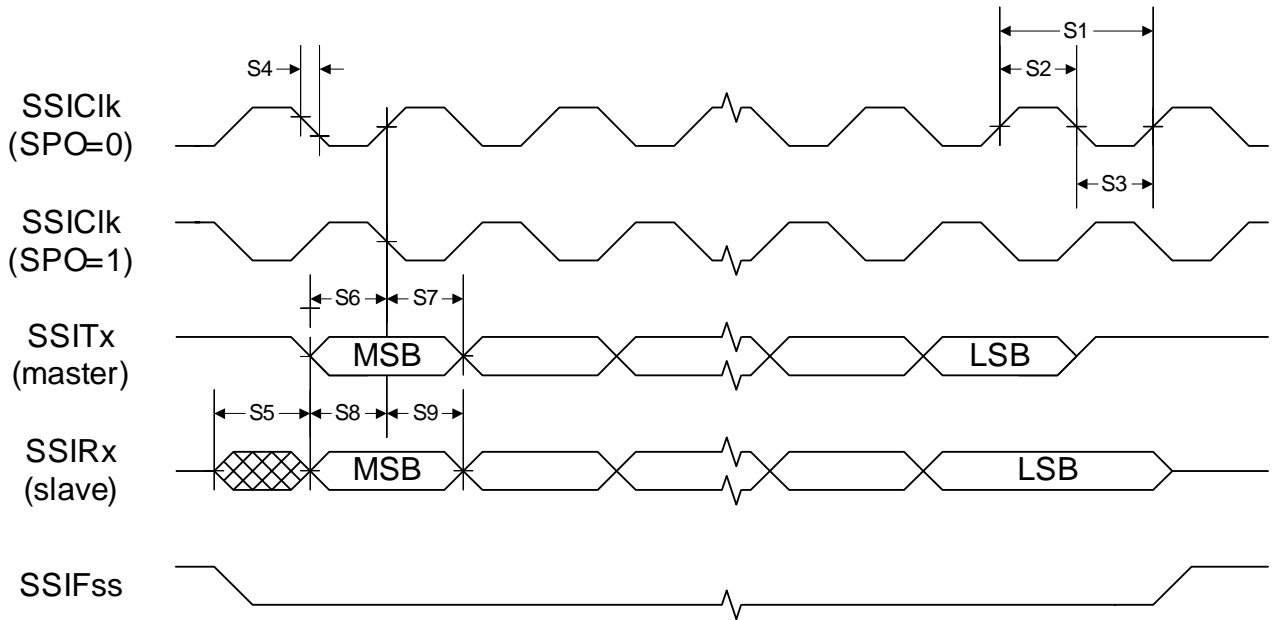 S1
S4
S2
SSIClk
(SPO=0)
S3
SSIClk
(SPO=1)
S6
S7
SSITx
(master)
MSB
LSB
S5
S8
S9
SSIRx
(slave)
MSB
LSB
SSIFss